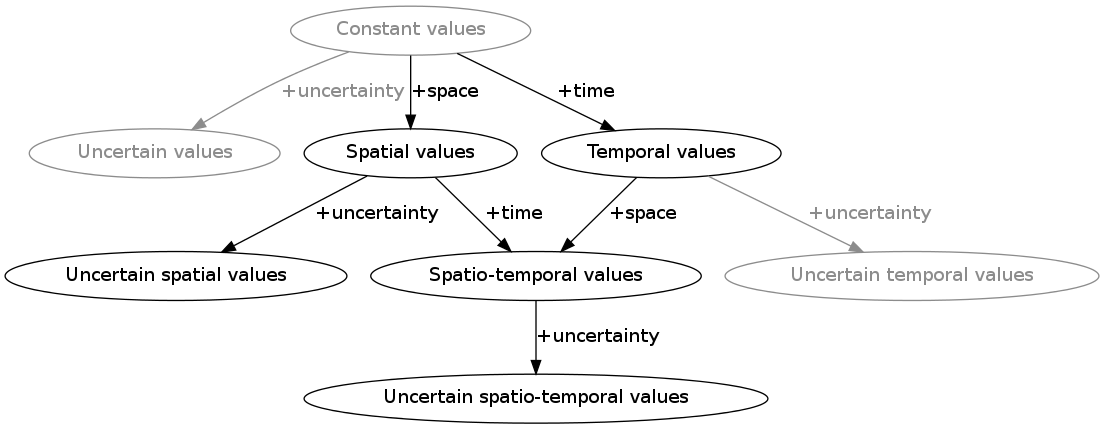 Constant values
+uncertainty
+space
+time
Uncertain values
Spatial values
Temporal values
+uncertainty
+time
+space
+uncertainty
Uncertain spatial values
Spatio-temporal values
Uncertain temporal values
+uncertainty
Uncertain spatio-temporal values